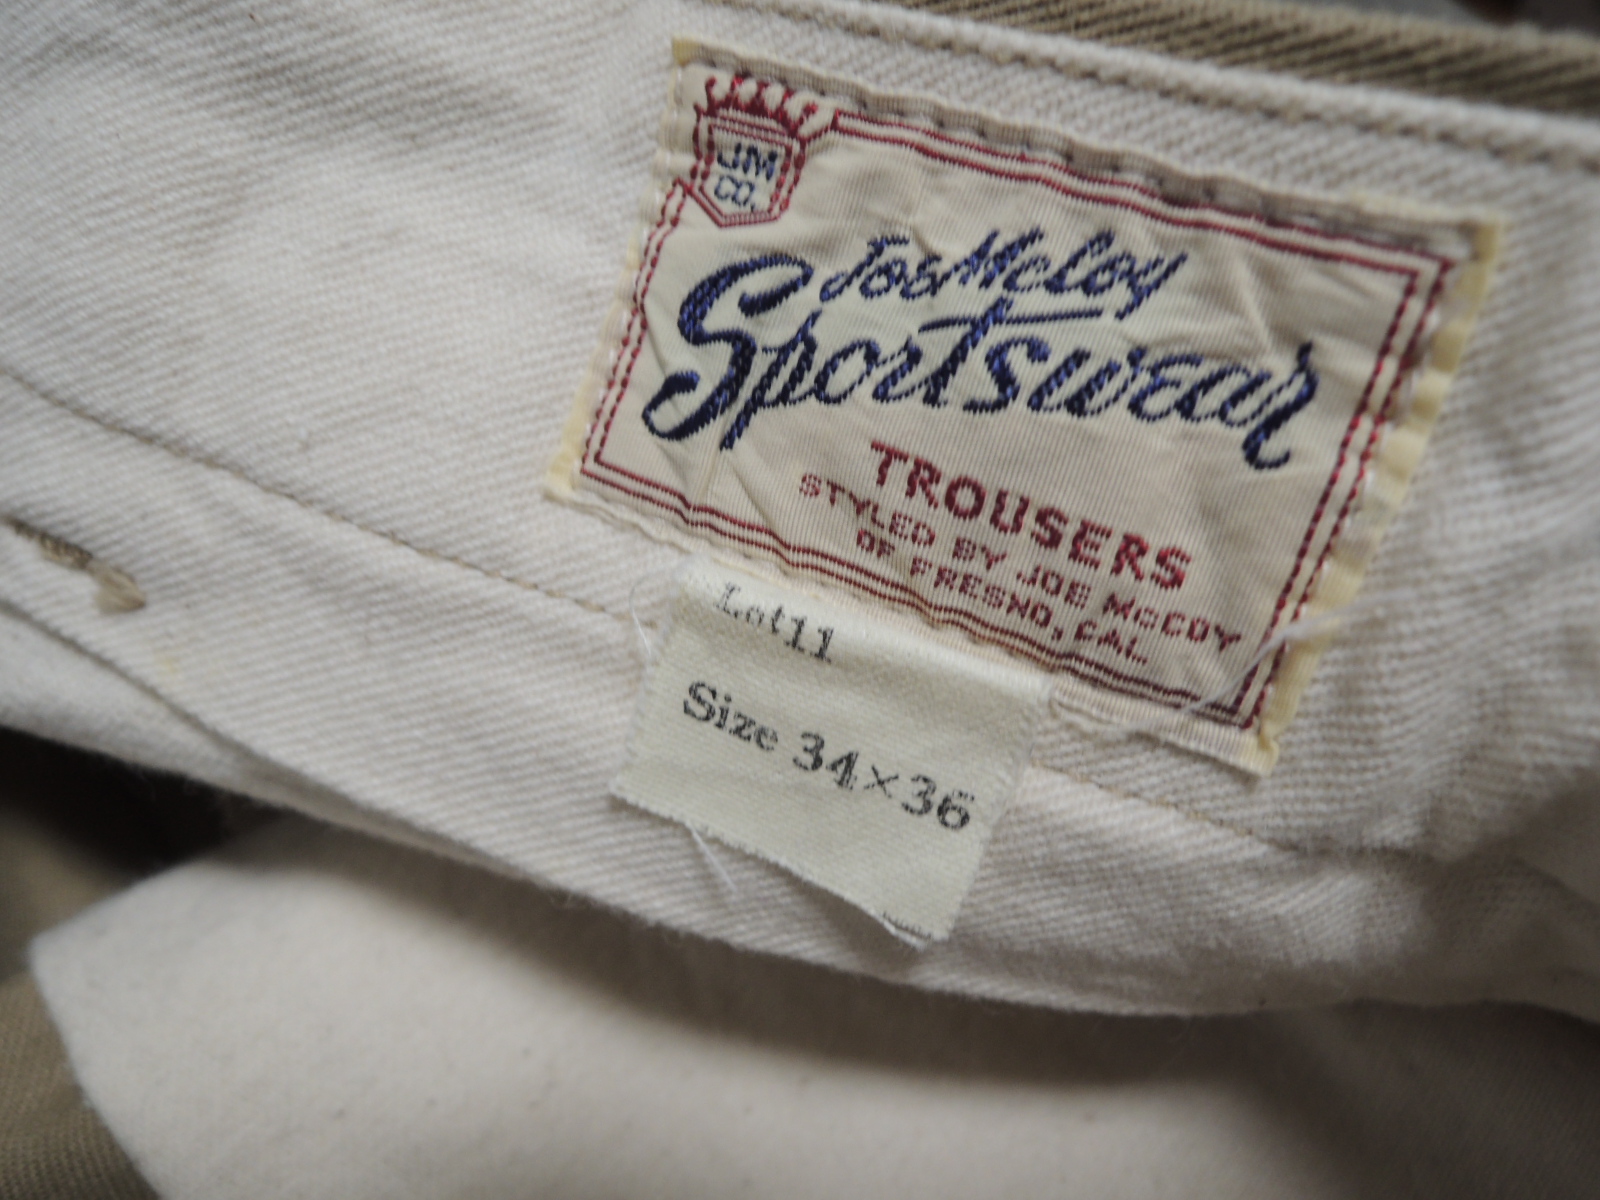 JM
CO.
Joe McCoy
Sportswear
TROUSERS
STYLED BY JOE McCOY
OF FRESNO, CAL
Lot11
Size 34×36